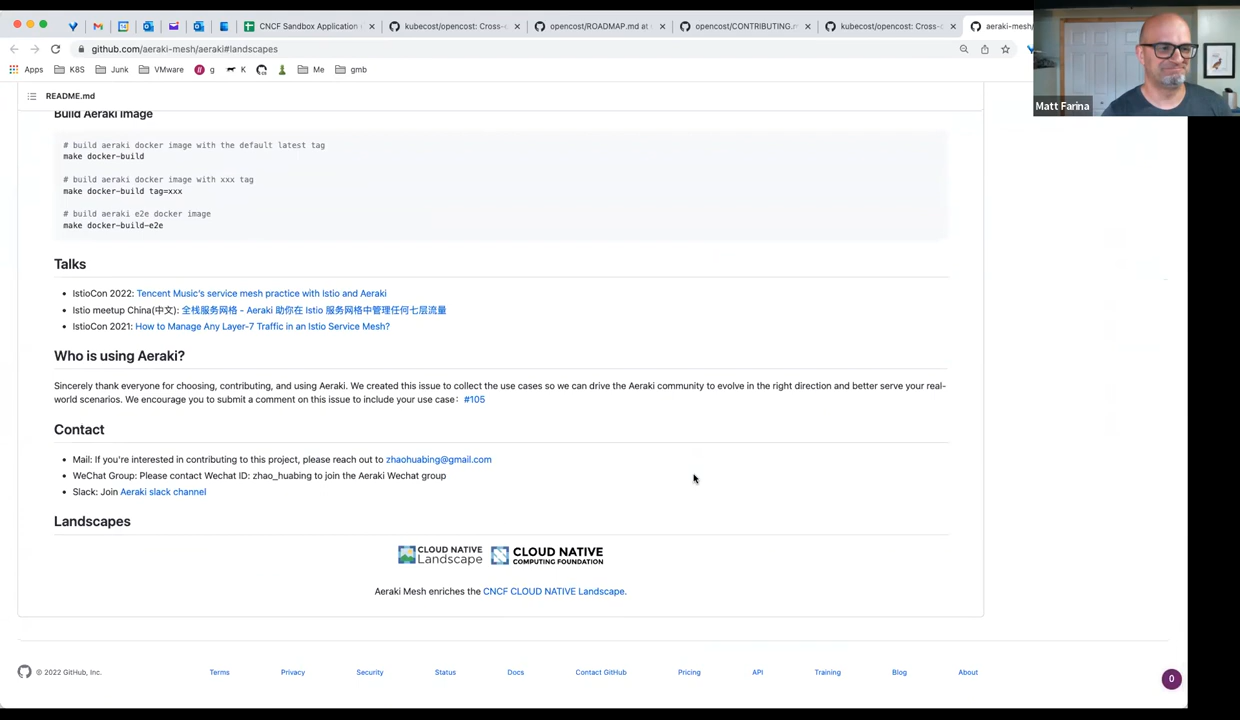 CNCF Sandbox Application
kubecost/opencost: Cross-c
opencost/ROADMAP.md at
opencost/CONTRIBUTING.m
kubecost/opencost: Cross-c
aeraki-mesh/
github.com/aeraki-mesh/aeraki#landscapes
Apps
K8S
Junk
VMware
g
K
Me
gmb
Matt Farina
README.md
Build Aeraki Image
# build aeraki docker image with the default latest tag
make docker-build
# build aeraki docker image with xxx tag
make docker-build tag=xxx
# build aeraki e2e docker image
make docker-build-e2e
Talks
IstioCon 2022: Tencent Music's service mesh practice with Istio and Aeraki
Istio meetup China(中文): 全栈服务网格 - Aeraki 助你在 Istio 服务网格中管理任何七层流量
IstioCon 2021: How to Manage Any Layer-7 Traffic in an Istio Service Mesh?
Who is using Aeraki?
Sincerely thank everyone for choosing, contributing, and using Aeraki. We created this issue to collect the use cases so we can drive the Aeraki community to evolve in the right direction and better serve your real-
world scenarios. We encourage you to submit a comment on this issue to include your use case： #105
Contact
Mail: If you're interested in contributing to this project, please reach out to zhaohuabing@gmail.com
WeChat Group: Please contact Wechat ID: zhao_huabing to join the Aeraki Wechat group
Slack: Join Aeraki slack channel
Landscapes
CLOUD NATIVE
Landscape
CLOUD NATIVE
COMPUTING FOUNDATION
Aeraki Mesh enriches the CNCF CLOUD NATIVE Landscape.
© 2022 GitHub, Inc.
Terms
Privacy
Security
Status
Docs
Contact GitHub
Pricing
API
Training
Blog
About
0